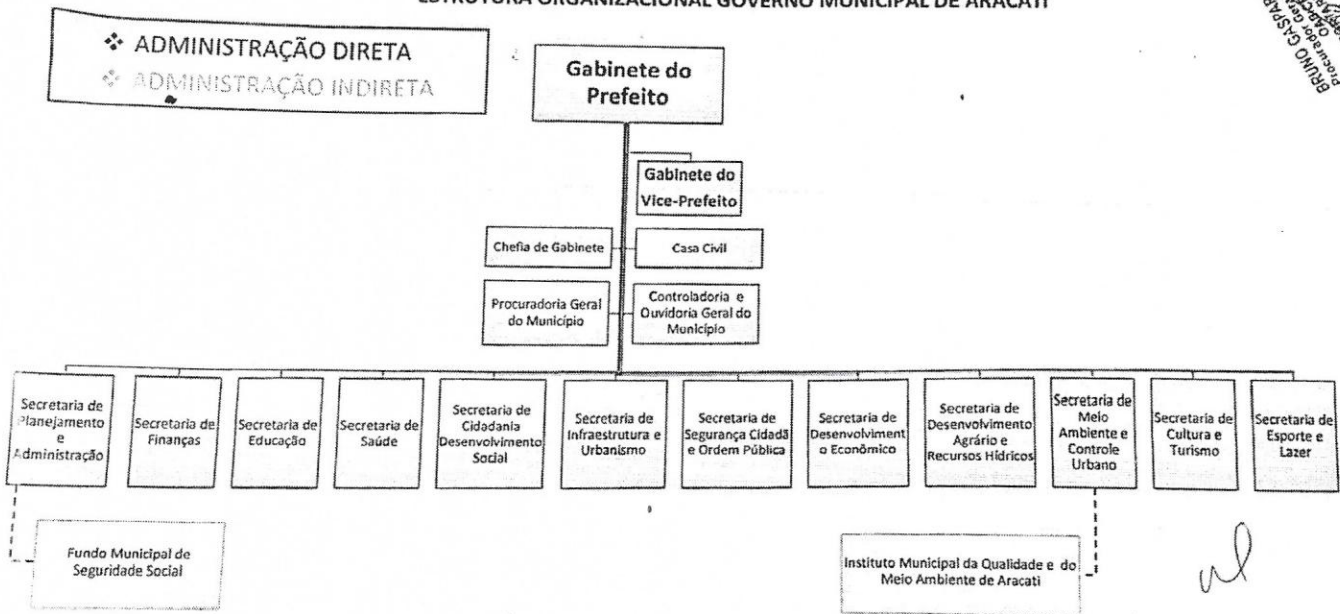 ESTRUTURA ORGANIZACIONAL GOVERNO MUNICIPAL DE ARACATI
BRUNO GASPAR
Procurador Ger
❖ ADMINISTRAÇÃO DIRETA
❖ ADMINISTRAÇÃO INDIRETA
Gabinete do
Prefeito
Gabinete do
Vice-Prefeito
Chefia de Gabinete
Casa Civil
Procuradoria Geral
do Município
Controladoria e
Ouvidoria Geral do
Município
Secretaria de
Planejamento
e
Administração
Secretaria de
Finanças
Secretaria de
Educação
Secretaria de
Saúde
Secretaria de
Cidadania
Desenvolvimento
Social
Secretaria de
Infraestrutura e
Urbanismo
Secretaria de
Segurança Cidadã
e Ordem Pública
Secretaria de
Desenvolviment
o Econômico
Secretaria de
Desenvolvimento
Agrário e
Recursos Hídricos
Secretaria de
Meio
Ambiente e
Controle
Urbano
Secretaria de
Cultura e
Turismo
Secretaria de
Esporte e
Lazer
Fundo Municipal de
Seguridade Social
Instituto Municipal da Qualidade e do
Meio Ambiente de Aracati